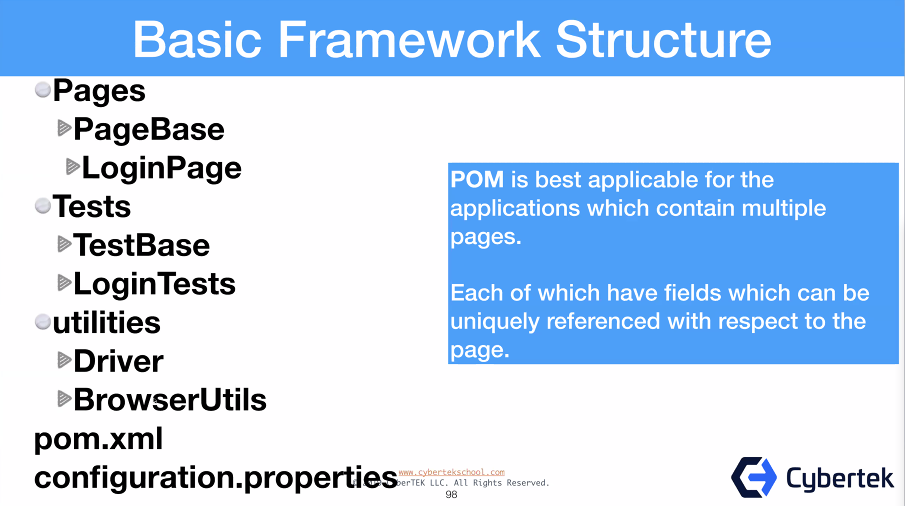 Basic Framework Structure
Pages
PageBase
LoginPage
Tests
TestBase
LoginTests
utilities
Driver
BrowserUtils
pom.xml
configuration.properties
POM is best applicable for the
applications which contain multiple
pages.
Each of which have fields which can be
uniquely referenced with respect to the
page.
www.cybertekschool.com
CyberTEK LLC. All Rights Reserved.
98
Cybertek